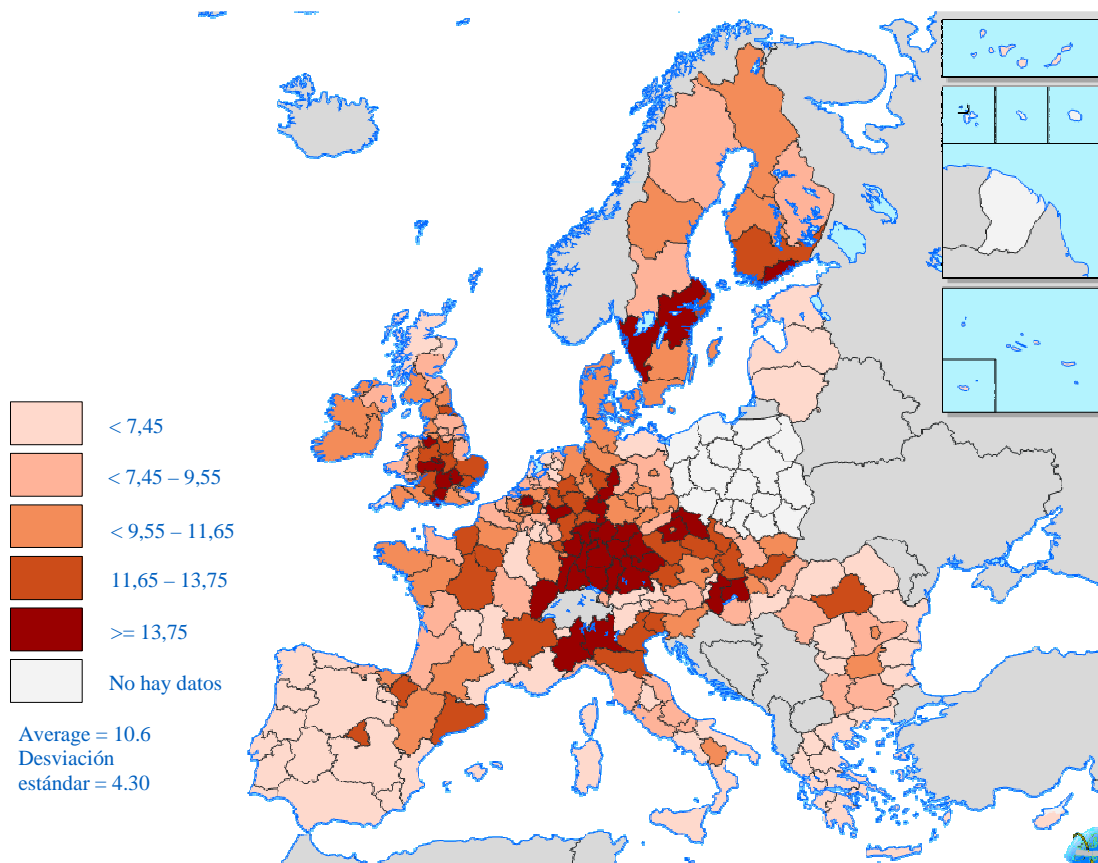 < 7,45
< 7,45 – 9,55
< 9,55 – 11,65
11,65 – 13,75
>= 13,75
No hay datos
Average = 10.6
Desviación
estándar = 4.30